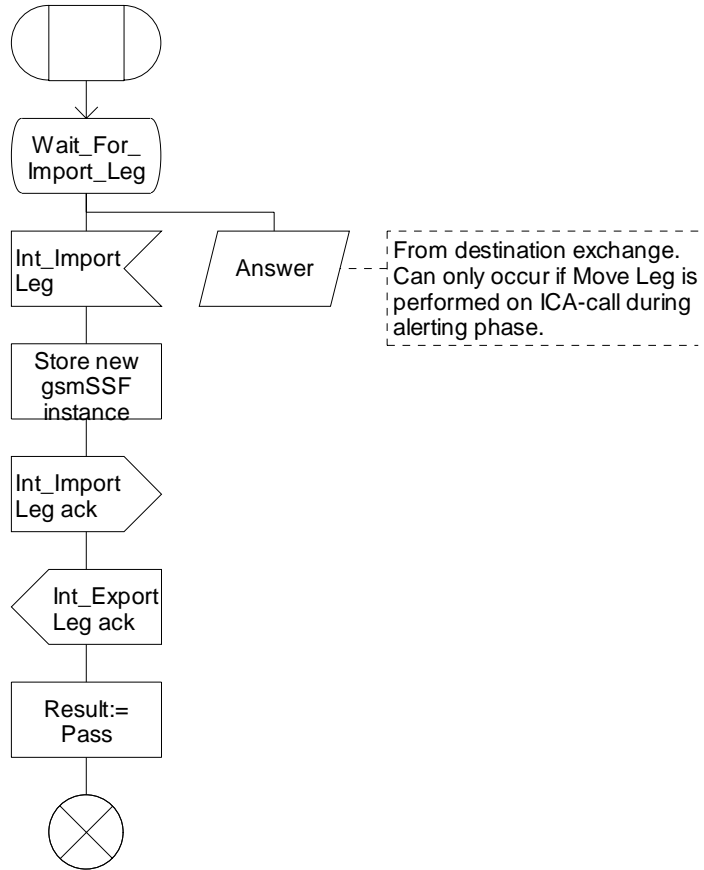 Wait_For_
Import_Leg
Int_Import
Leg
Answer
From destination exchange.
Can only occur if Move Leg is
performed on ICA-call during
alerting phase.
Store new
gsmSSF
instance
Int_Import
Leg ack
Int_Export
Leg ack
Result:=
Pass